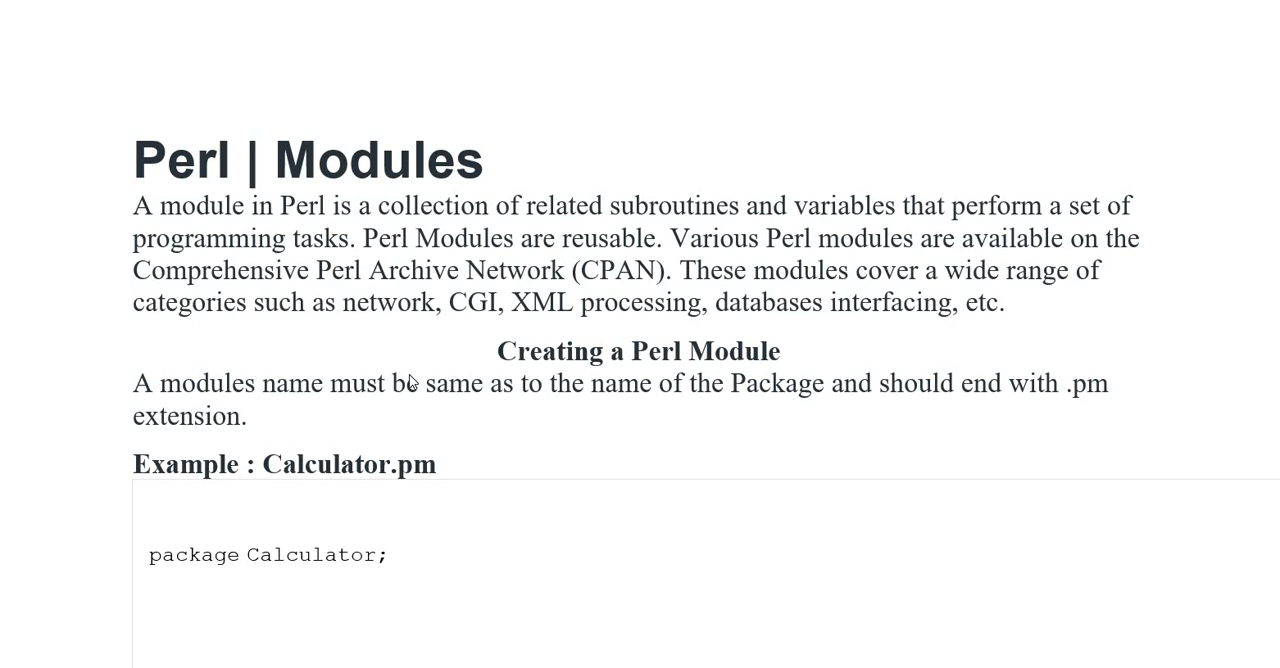 Perl | Modules
A module in Perl is a collection of related subroutines and variables that perform a set of
programming tasks. Perl Modules are reusable. Various Perl modules are available on the
Comprehensive Perl Archive Network (CPAN). These modules cover a wide range of
categories such as network, CGI, XML processing, databases interfacing, etc.
Creating a Perl Module
A modules name must be same as to the name of the Package and should end with .pm
extension.
Example : Calculator.pm
package Calculator;